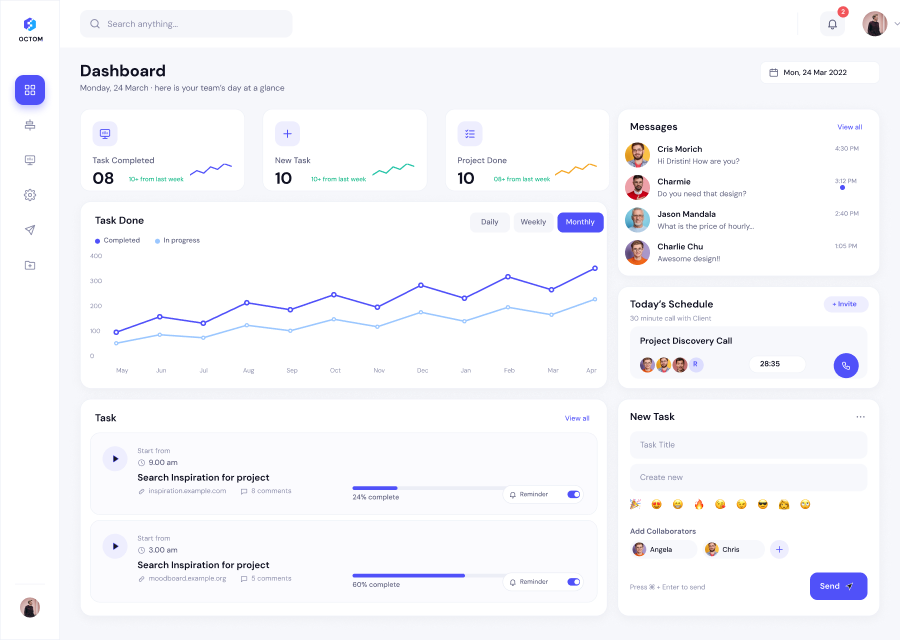 OCTOM
Search anything...
2
Dashboard
Monday, 24 March · here is your team's day at a glance
Mon, 24 Mar 2022
Task Completed
08
10+ from last week
New Task
10
10+ from last week
Project Done
10
08+ from last week
Task Done
Daily
Weekly
Monthly
Completed
In progress
400
300
200
100
0
May
Jun
Jul
Aug
Sep
Oct
Nov
Dec
Jan
Feb
Mar
Apr
Task
View all
Start from
9.00 am
Search Inspiration for project
inspiration.example.com
8 comments
24% complete
Reminder
Start from
3.00 am
Search Inspiration for project
moodboard.example.org
5 comments
60% complete
Reminder
Messages
View all
Cris Morich
4:30 PM
Hi Dristin! How are you?
Charmie
3:12 PM
Do you need that design?
Jason Mandala
2:40 PM
What is the price of hourly...
Charlie Chu
1:05 PM
Awesome design!!
Today's Schedule
+ Invite
30 minute call with Client
Project Discovery Call
R
28:35
New Task
Task Title
Create new
Add Collaborators
Angela
Chris
Press ⌘ + Enter to send
Send